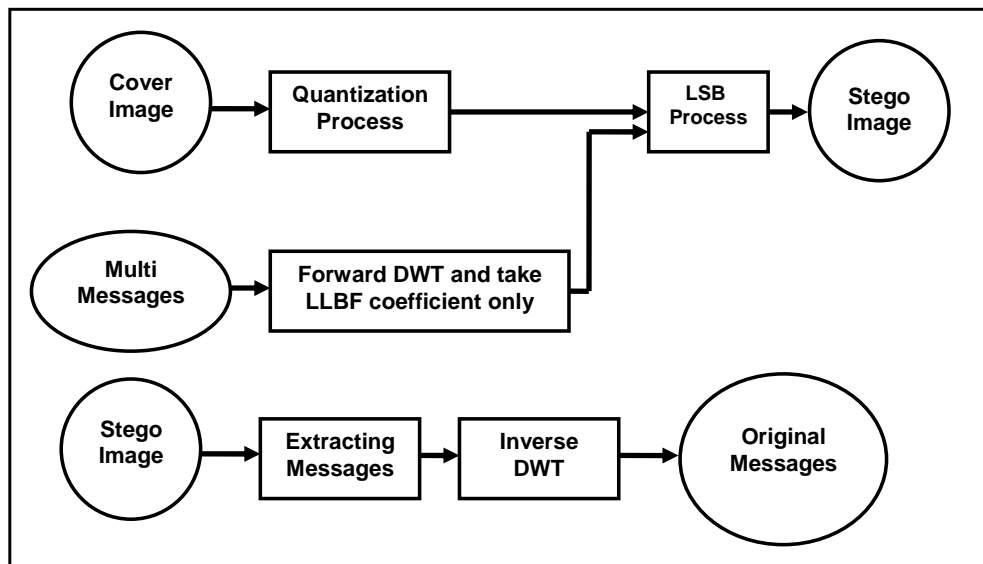 Cover
Image
Quantization
Process
LSB
Process
Stego
Image
Multi
Messages
Forward DWT and take
LLBF coefficient only
Stego
Image
Extracting
Messages
Inverse
DWT
Original
Messages